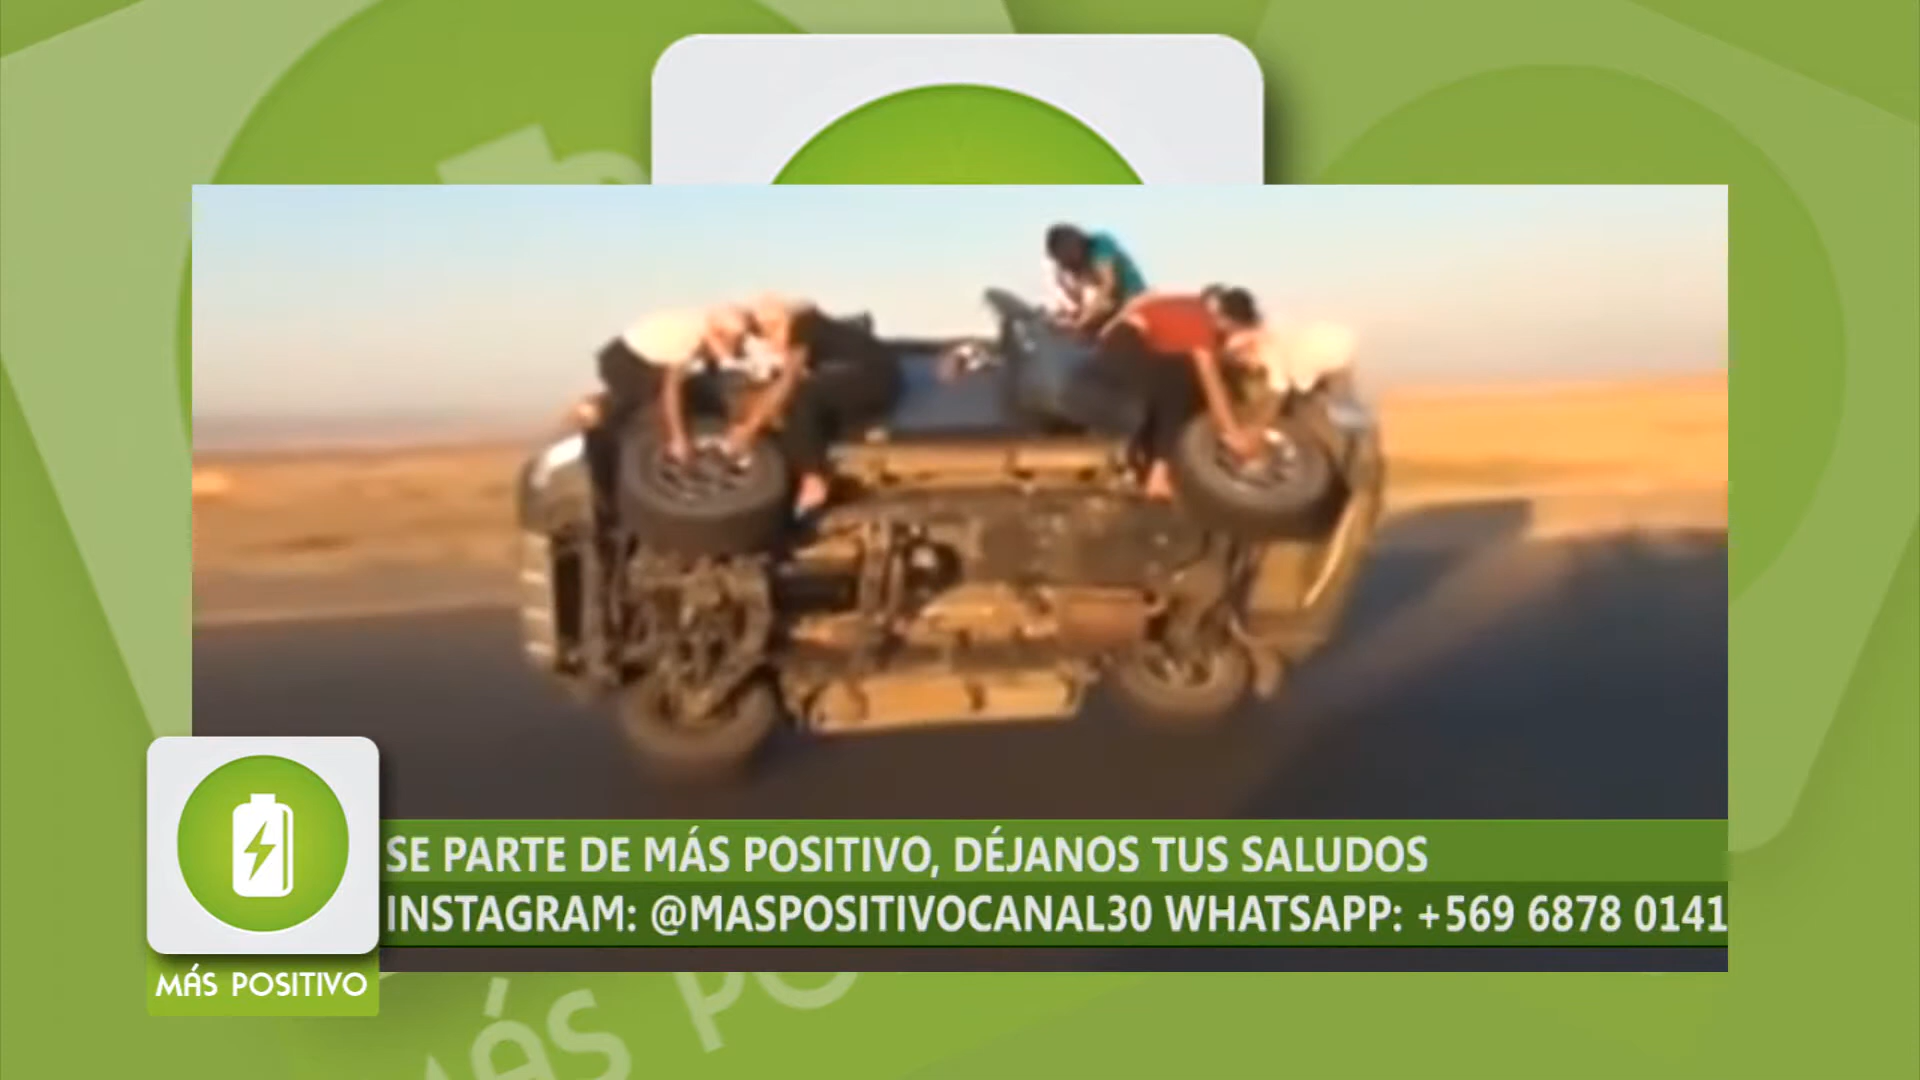 SE PARTE DE MÁS POSITIVO, DÉJANOS TUS SALUDOS
INSTAGRAM: @MASPOSITIVOCANAL30 WHATSAPP: +569 6878 0141
MÁS POSITIVO